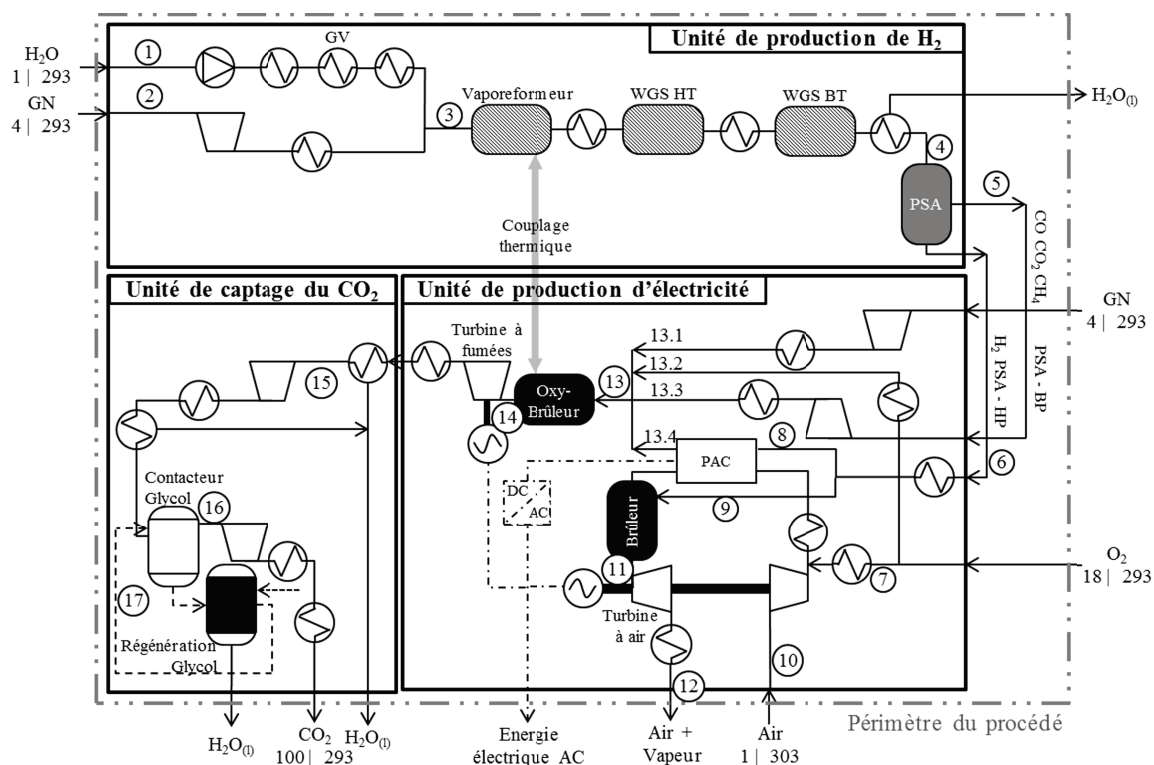 Unité de production de H2
H2O
1 | 293
GN
4 | 293
1
2
GV
3
Vaporeformeur
WGS HT
WGS BT
H2O(l)
4
PSA
5
Couplage
thermique
CO CO2 CH4
PSA - BP
H2 PSA - HP
Unité de captage du CO2
Unité de production d'électricité
GN
4 | 293
Turbine à
fumées
15
14
Oxy-
Brûleur
13
13.1
13.2
13.3
13.4
8
PAC
6
9
DC
AC
Brûleur
Contacteur
Glycol
16
17
Régénération
Glycol
11
7
O2
18 | 293
Turbine
à air
10
12
Périmètre du procédé
H2O(l)
CO2
100 | 293
H2O(l)
Energie
électrique AC
Air +
Vapeur
Air
1 | 303